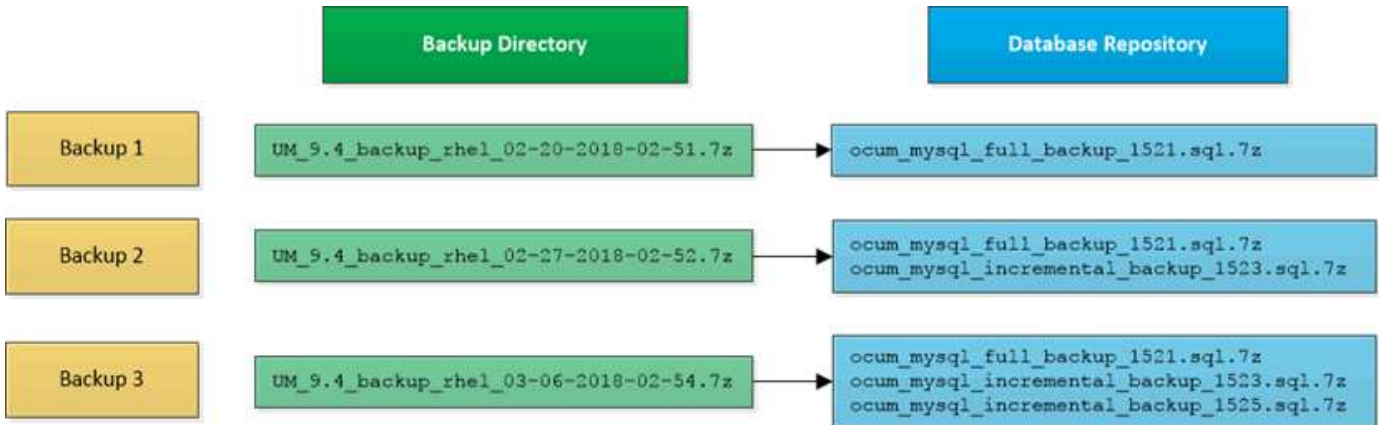 Backup Directory
Database Repository
Backup 1
UM_9.4_backup_rhel_02-20-2018-02-51.7z
ocum_mysql_full_backup_1521.sql.7z
Backup 2
UM_9.4_backup_rhel_02-27-2018-02-52.7z
ocum_mysql_full_backup_1521.sql.7z
ocum_mysql_incremental_backup_1523.sql.7z
Backup 3
UM_9.4_backup_rhel_03-06-2018-02-54.7z
ocum_mysql_full_backup_1521.sql.7z
ocum_mysql_incremental_backup_1523.sql.7z
ocum_mysql_incremental_backup_1525.sql.7z